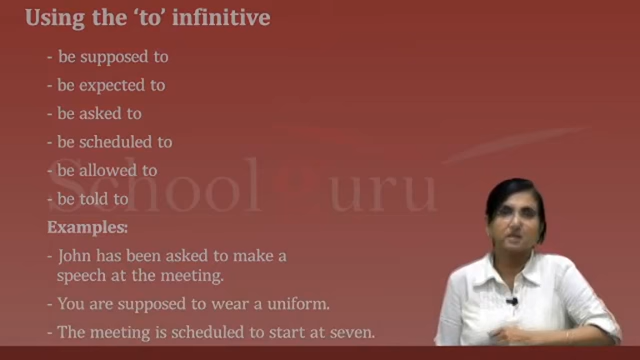 Using the ‘to’ infinitive
- be supposed to
- be expected to
- be asked to
- be scheduled to
- be allowed to
- be told to
School uru
Examples:
- John has been asked to make a
speech at the meeting.
- You are supposed to wear a uniform.
- The meeting is scheduled to start at seven.